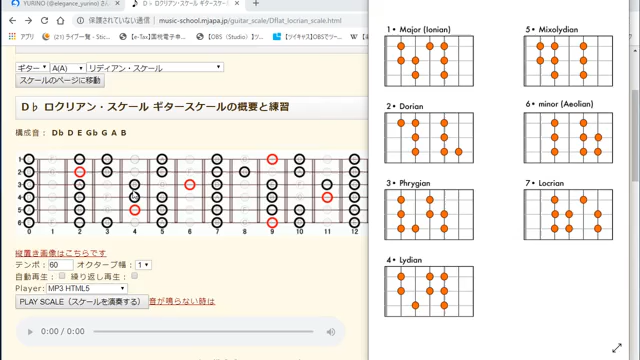 YURINO (@elegance_yurino) さん
D♭ ロクリアン・スケール ギタースケ
保護されていない通信 | music-school.mjapa.jp/guitar_scale/Dflat_locrian_scale.html
(21) ライブ - Stic
[e-Tax]国税電子申
[OBS (Studio)]
[ツイキャス]OBSでツー
ギター A(A) リディアン・スケール
スケールのページに移動
D♭ ロクリアン・スケール ギタースケールの概要と練習
構成音： Db D E Gb G A B
1
2
3
4
5
6
0 1 2 3 4 5 6 7 8 9 10 11 12
縦置き画像はこちらです
テンポ: 60 オクターブ幅: 1
自動再生： 繰り返し再生：
Player: MP3 HTML5
PLAY SCALE（スケールを演奏する） 音が鳴らない時は
0:00 / 0:00
1• Major (Ionian)
2• Dorian
3• Phrygian
4• Lydian
5• Mixolydian
6• minor (Aeolian)
7• Locrian